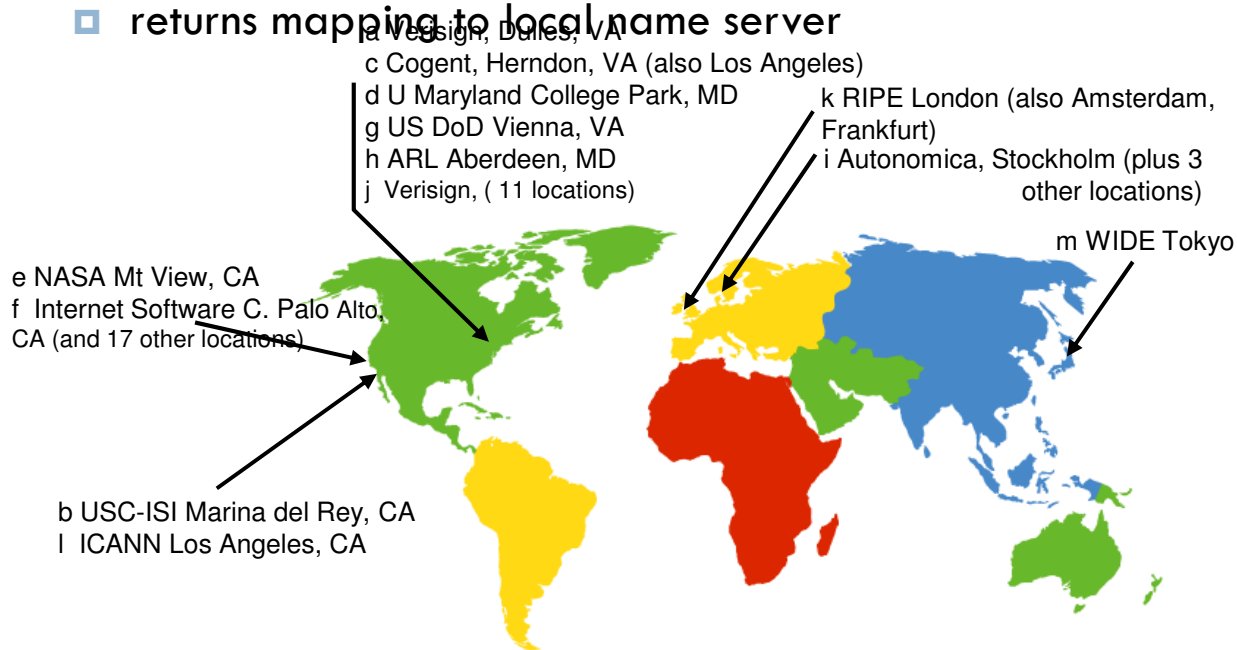 returns mapping to local name server
a Verisign, Dulles, VA
c Cogent, Herndon, VA (also Los Angeles)
d U Maryland College Park, MD
g US DoD Vienna, VA
h ARL Aberdeen, MD
j Verisign, ( 11 locations)
k RIPE London (also Amsterdam,
Frankfurt)
i Autonomica, Stockholm (plus 3
other locations)
m WIDE Tokyo
e NASA Mt View, CA
f Internet Software C. Palo Alto,
CA (and 17 other locations)
b USC-ISI Marina del Rey, CA
l ICANN Los Angeles, CA